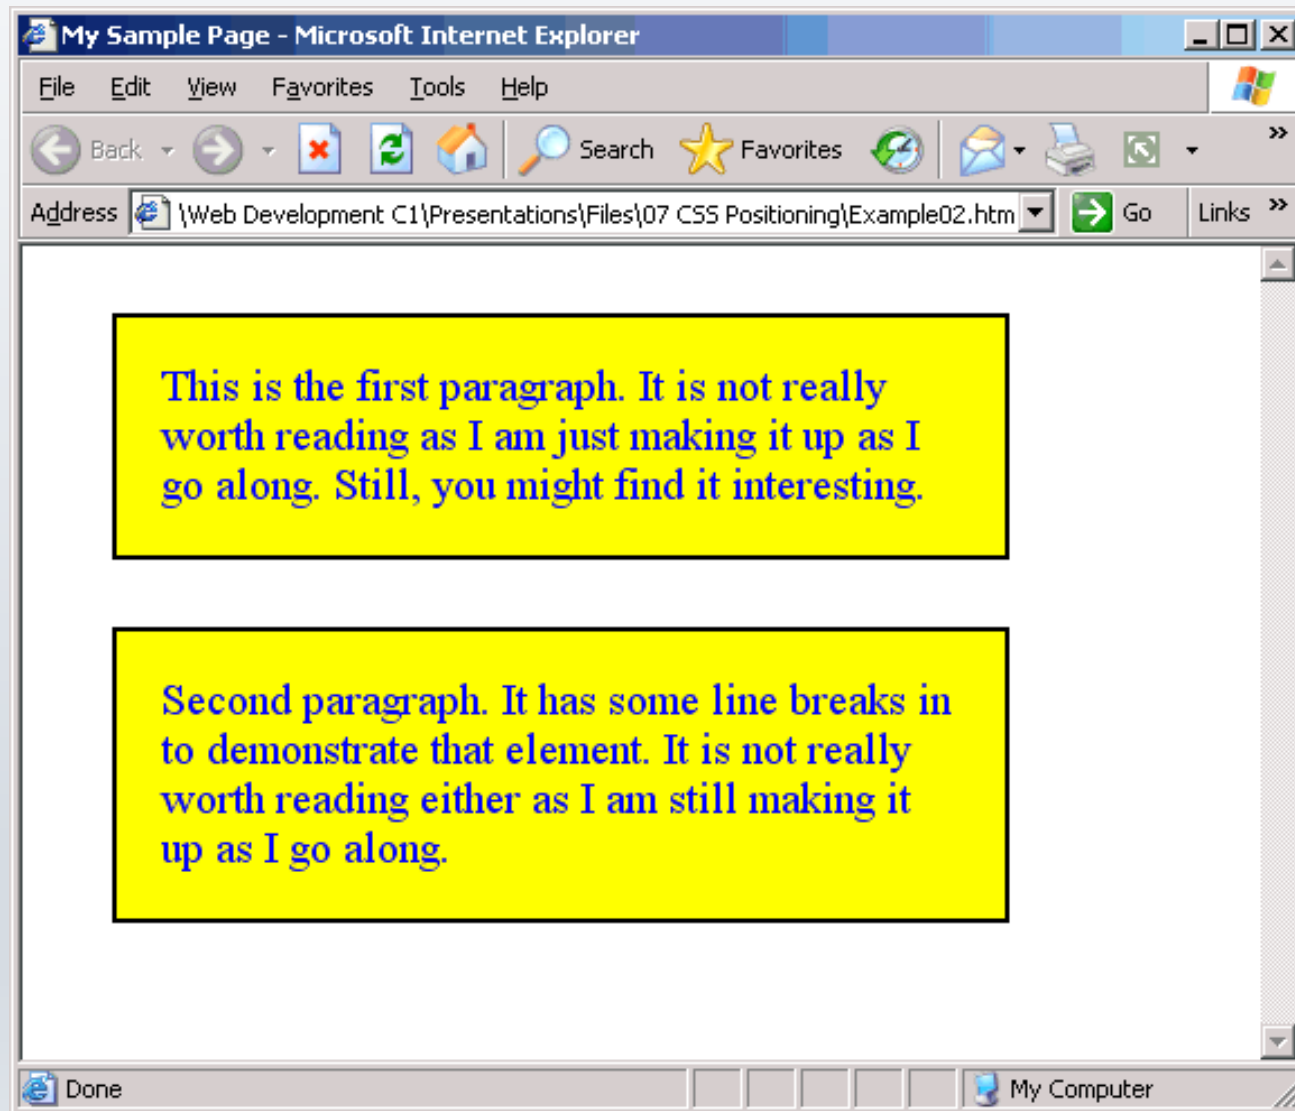 My Sample Page - Microsoft Internet Explorer
File Edit View Favorites Tools Help
Back Search Favorites »
Address \Web Development C1\Presentations\Files\07 CSS Positioning\Example02.htm Go Links »
This is the first paragraph. It is not really
worth reading as I am just making it up as I
go along. Still, you might find it interesting.
Second paragraph. It has some line breaks in
to demonstrate that element. It is not really
worth reading either as I am still making it
up as I go along.
Done My Computer